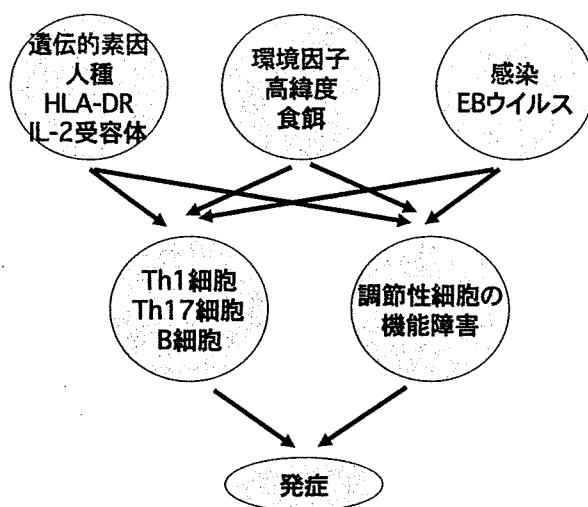 遺伝的素因
人種
HLA-DR
IL-2受容体
環境因子
高緯度
食餌
感染
EBウイルス
Th1細胞
Th17細胞
B細胞
調節性細胞の
機能障害
発症